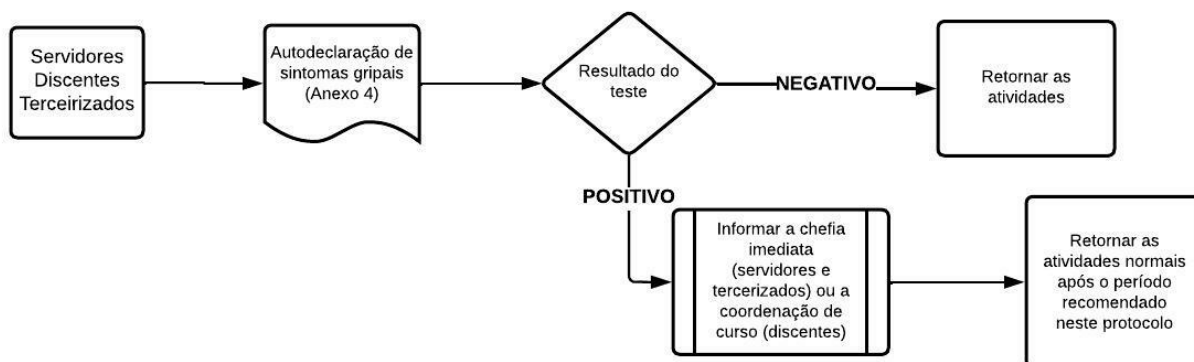 Servidores
Discentes
Terceirizados
Autodeclaração de
sintomas gripais
(Anexo 4)
Resultado do
teste
NEGATIVO
Retornar as
atividades
POSITIVO
Informar a chefia
imediata
(servidores e
tercerizados) ou a
coordenação de
curso (discentes)
Retornar as
atividades normais
após o período
recomendado
neste protocolo